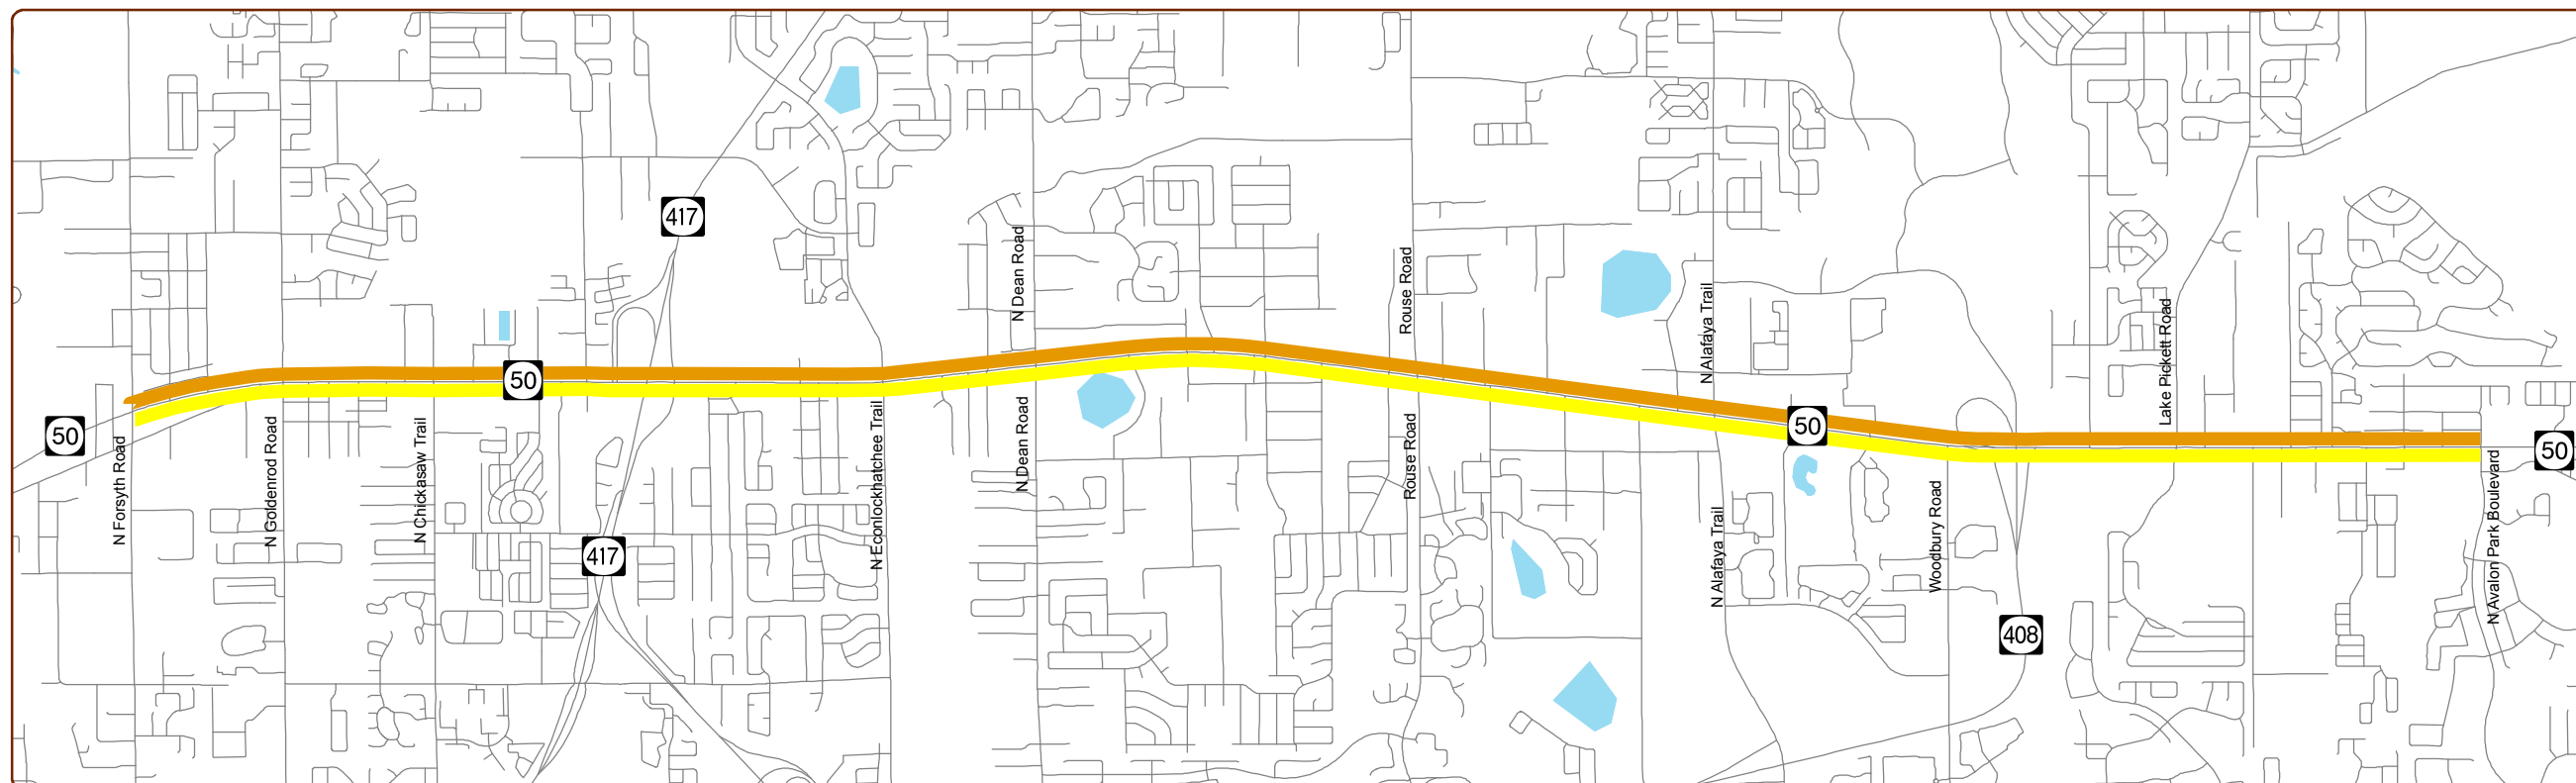 417
N Dean Road
Rouse Road
N Alafaya Trail
Lake Pickett Road
50
50
50
50
N Forsyth Road
N Goldenrod Road
N Chickasaw Trail
N Econlockhatchee Trail
N Dean Road
Rouse Road
N Alafaya Trail
Woodbury Road
N Avalon Park Boulevard
417
408